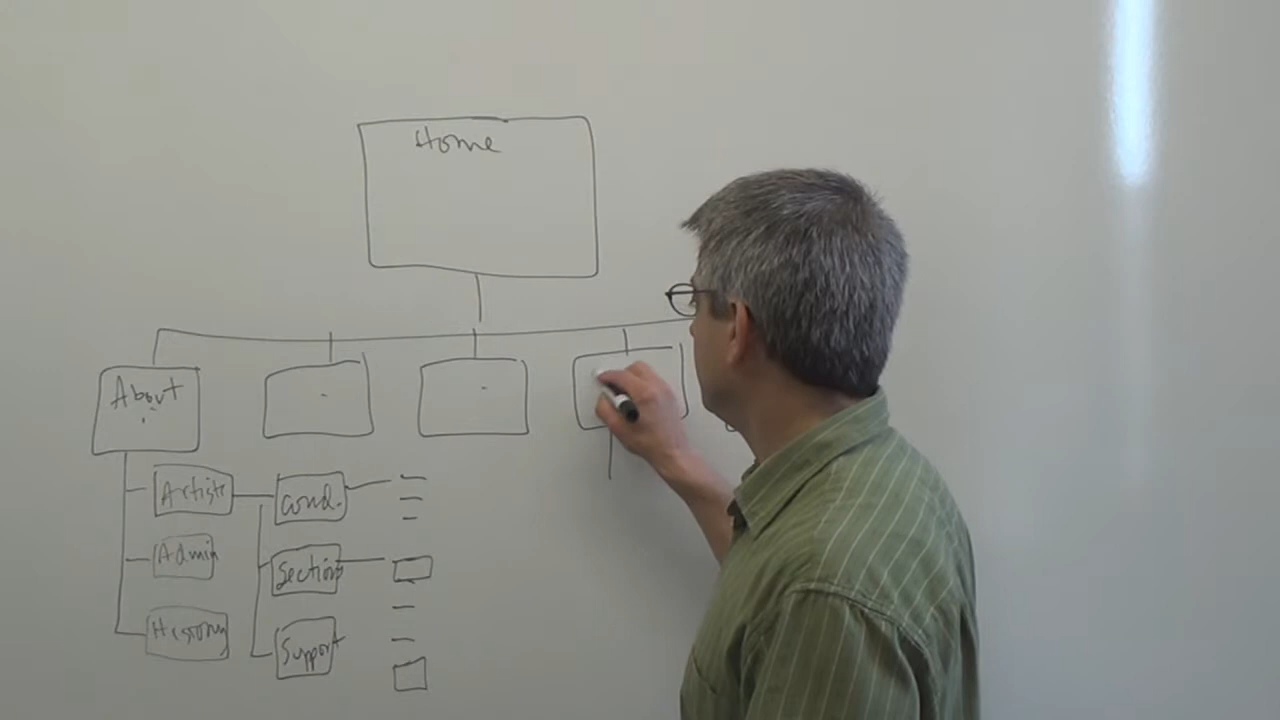 Home
About
Artists
Cond.
Admin
Sections
History
Support